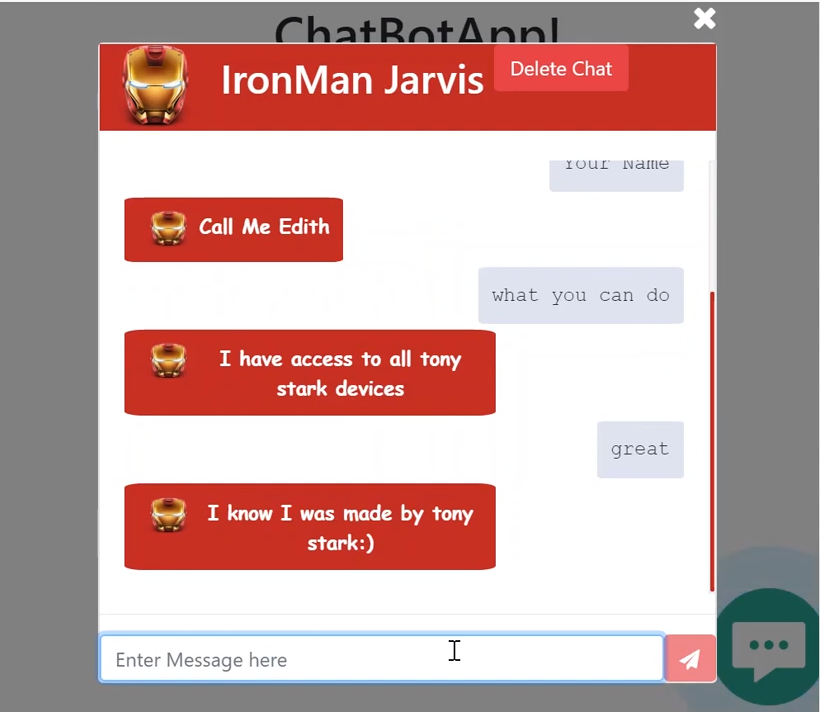 ChatBotApp!
IronMan Jarvis
Delete Chat
Your Name
Call Me Edith
what you can do
I have access to all tony
stark devices
great
I know I was made by tony
stark:)
Enter Message here